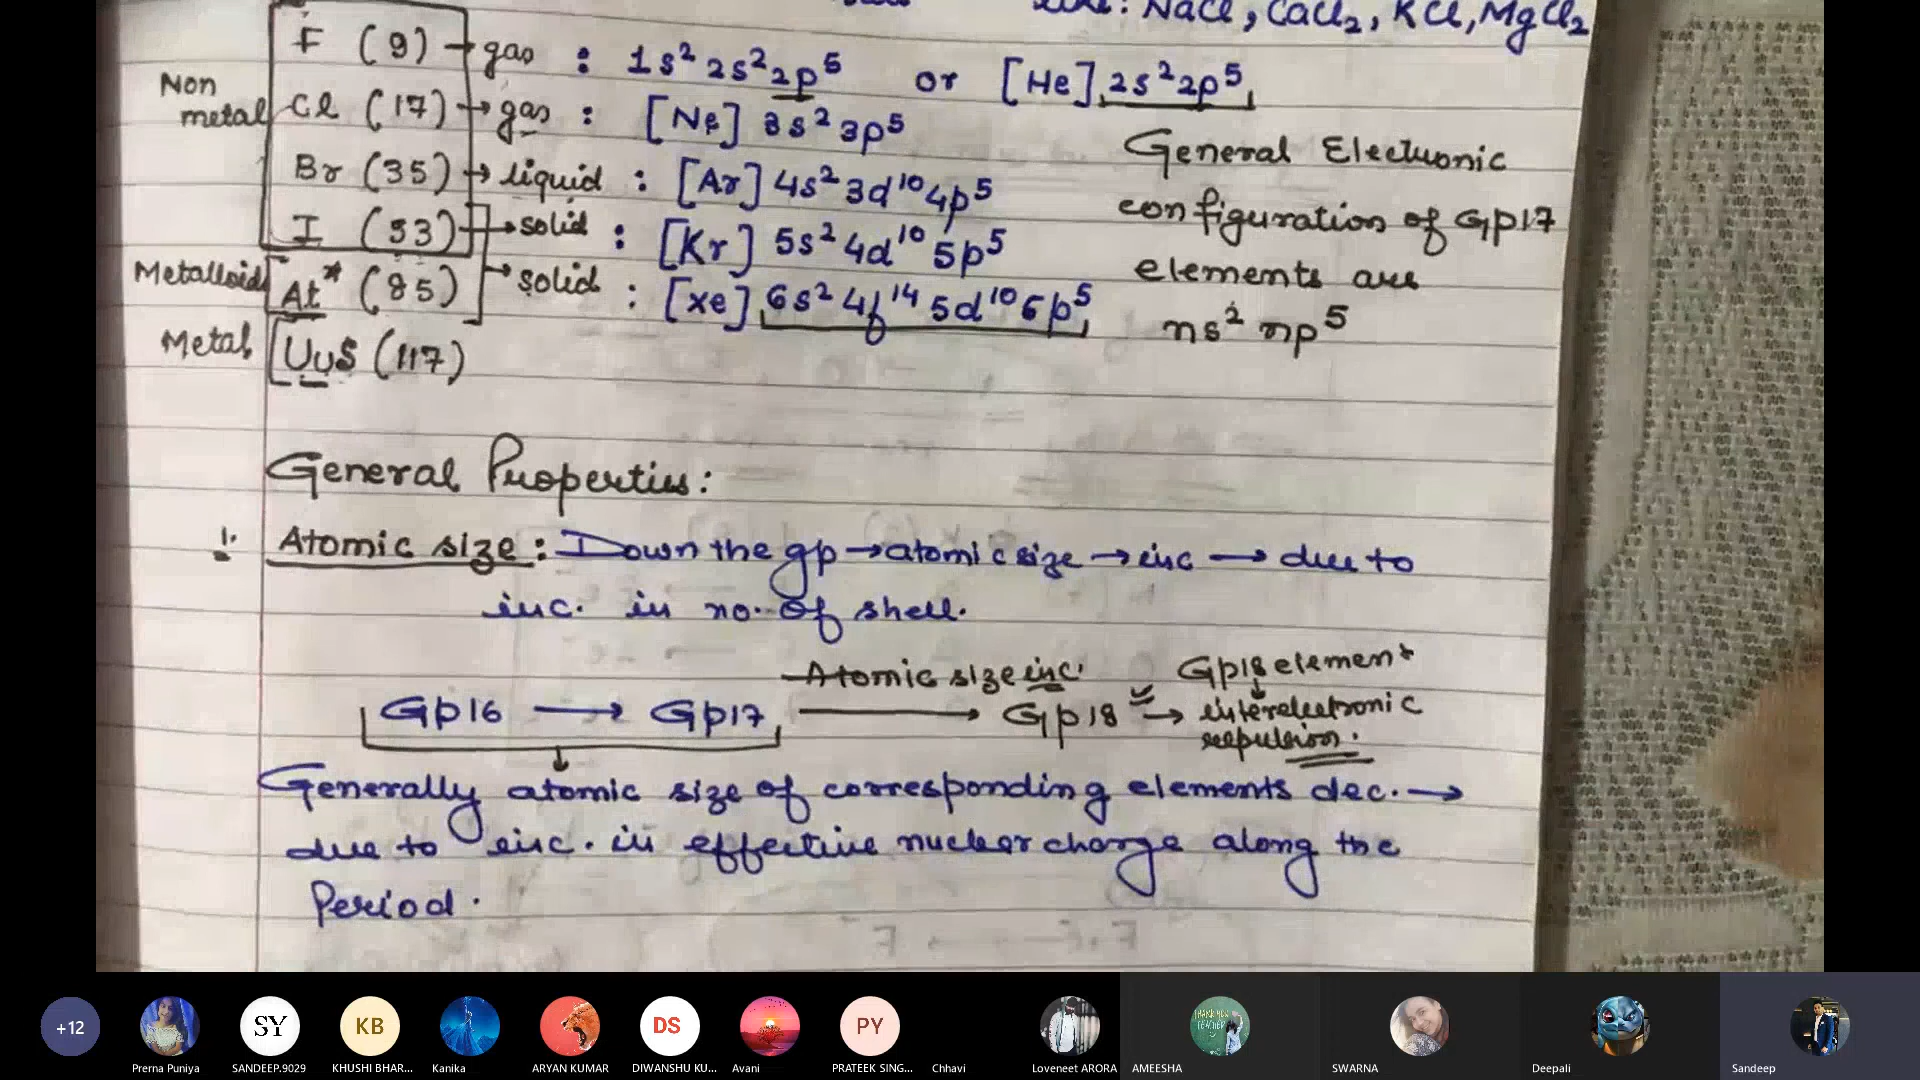 NaCl, CaCl2, KCl, MgCl2
F (9) → gas : 1s² 2s² 2p⁵ or [He] 2s² 2p⁵
Non metal
Cl (17) → gas : [Ne] 3s² 3p⁵
Br (35) → liquid : [Ar] 4s² 3d¹⁰ 4p⁵
I (53) → solid : [Kr] 5s² 4d¹⁰ 5p⁵
Metalloid At* (85) → solid : [xe] 6s² 4f¹⁴ 5d¹⁰ 6p⁵
Metal UuS (117)
General Electronic
configuration of Gp17
elements are
ns² np⁵
General Properties:
1. Atomic size: Down the gp → atomic size → inc → due to
inc. in no. of shell.
Atomic size inc. Gp18 element
Gp16 → Gp17 → Gp18 → interelectronic
repulsion.
Generally atomic size of corresponding elements dec. →
due to inc. in effective nuclear charge along the
Period.
+12
SY
KB
DS
PY
THANK YOU TEACHER
Prerna Puniya
SANDEEP.9029
KHUSHI BHAR...
Kanika
ARYAN KUMAR
DIWANSHU KU...
Avani
PRATEEK SING...
Chhavi
Loveneet ARORA
AMEESHA
SWARNA
Deepali
Sandeep